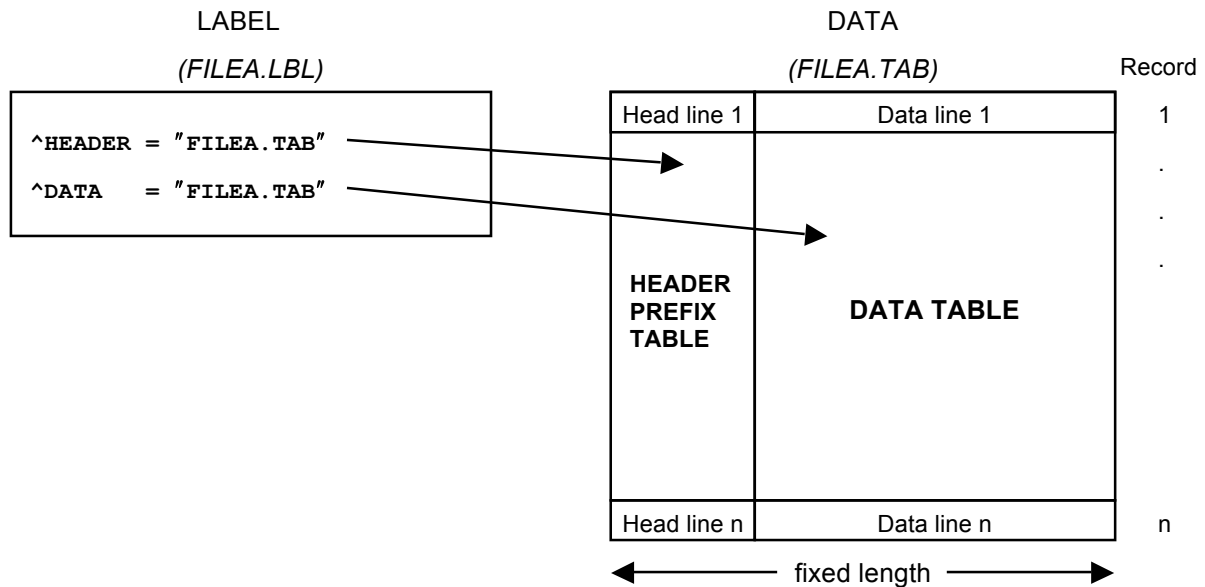 LABEL
(FILEA.LBL)
^HEADER = "FILEA.TAB"
^DATA = "FILEA.TAB"
DATA
(FILEA.TAB)
Record
Head line 1
Data line 1
1
.
.
.
HEADER
PREFIX
TABLE
DATA TABLE
Head line n
Data line n
n
fixed length